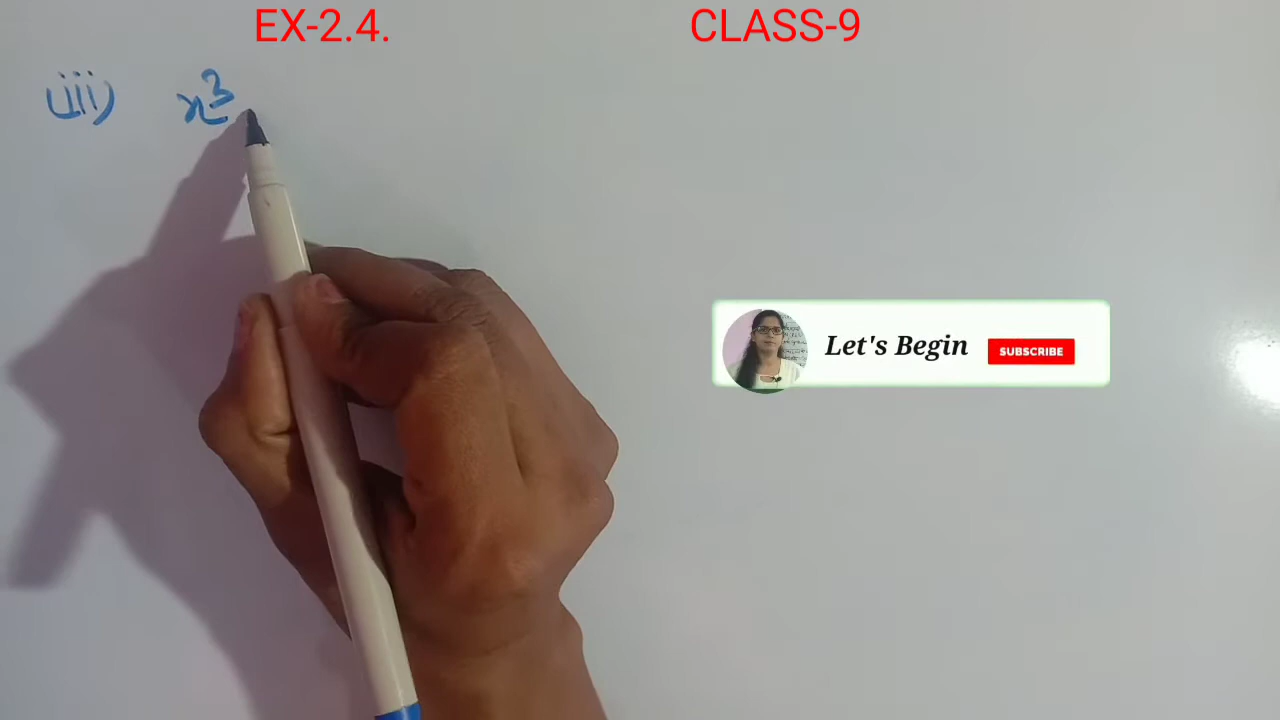 EX-2.4. CLASS-9
(iii) x³
Let's Begin SUBSCRIBE